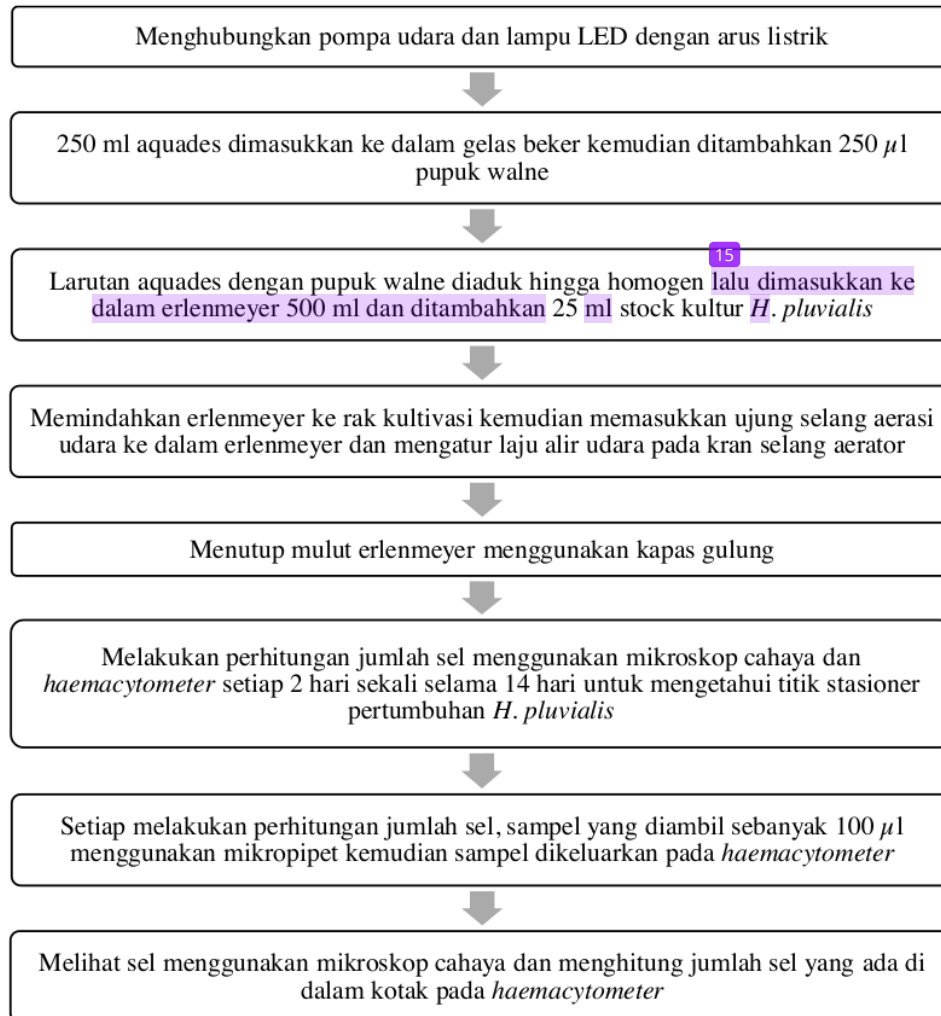 Menghubungkan pompa udara dan lampu LED dengan arus listrik
250 ml aquades dimasukkan ke dalam gelas beker kemudian ditambahkan 250 µl
pupuk walne
15
Larutan aquades dengan pupuk walne diaduk hingga homogen lalu dimasukkan ke
dalam erlenmeyer 500 ml dan ditambahkan 25 ml stock kultur H. pluvialis
Memindahkan erlenmeyer ke rak kultivasi kemudian memasukkan ujung selang aerasi
udara ke dalam erlenmeyer dan mengatur laju alir udara pada kran selang aerator
Menutup mulut erlenmeyer menggunakan kapas gulung
Melakukan perhitungan jumlah sel menggunakan mikroskop cahaya dan
haemacytometer setiap 2 hari sekali selama 14 hari untuk mengetahui titik stasioner
pertumbuhan H. pluvialis
Setiap melakukan perhitungan jumlah sel, sampel yang diambil sebanyak 100 µl
menggunakan mikropipet kemudian sampel dikeluarkan pada haemacytometer
Melihat sel menggunakan mikroskop cahaya dan menghitung jumlah sel yang ada di
dalam kotak pada haemacytometer